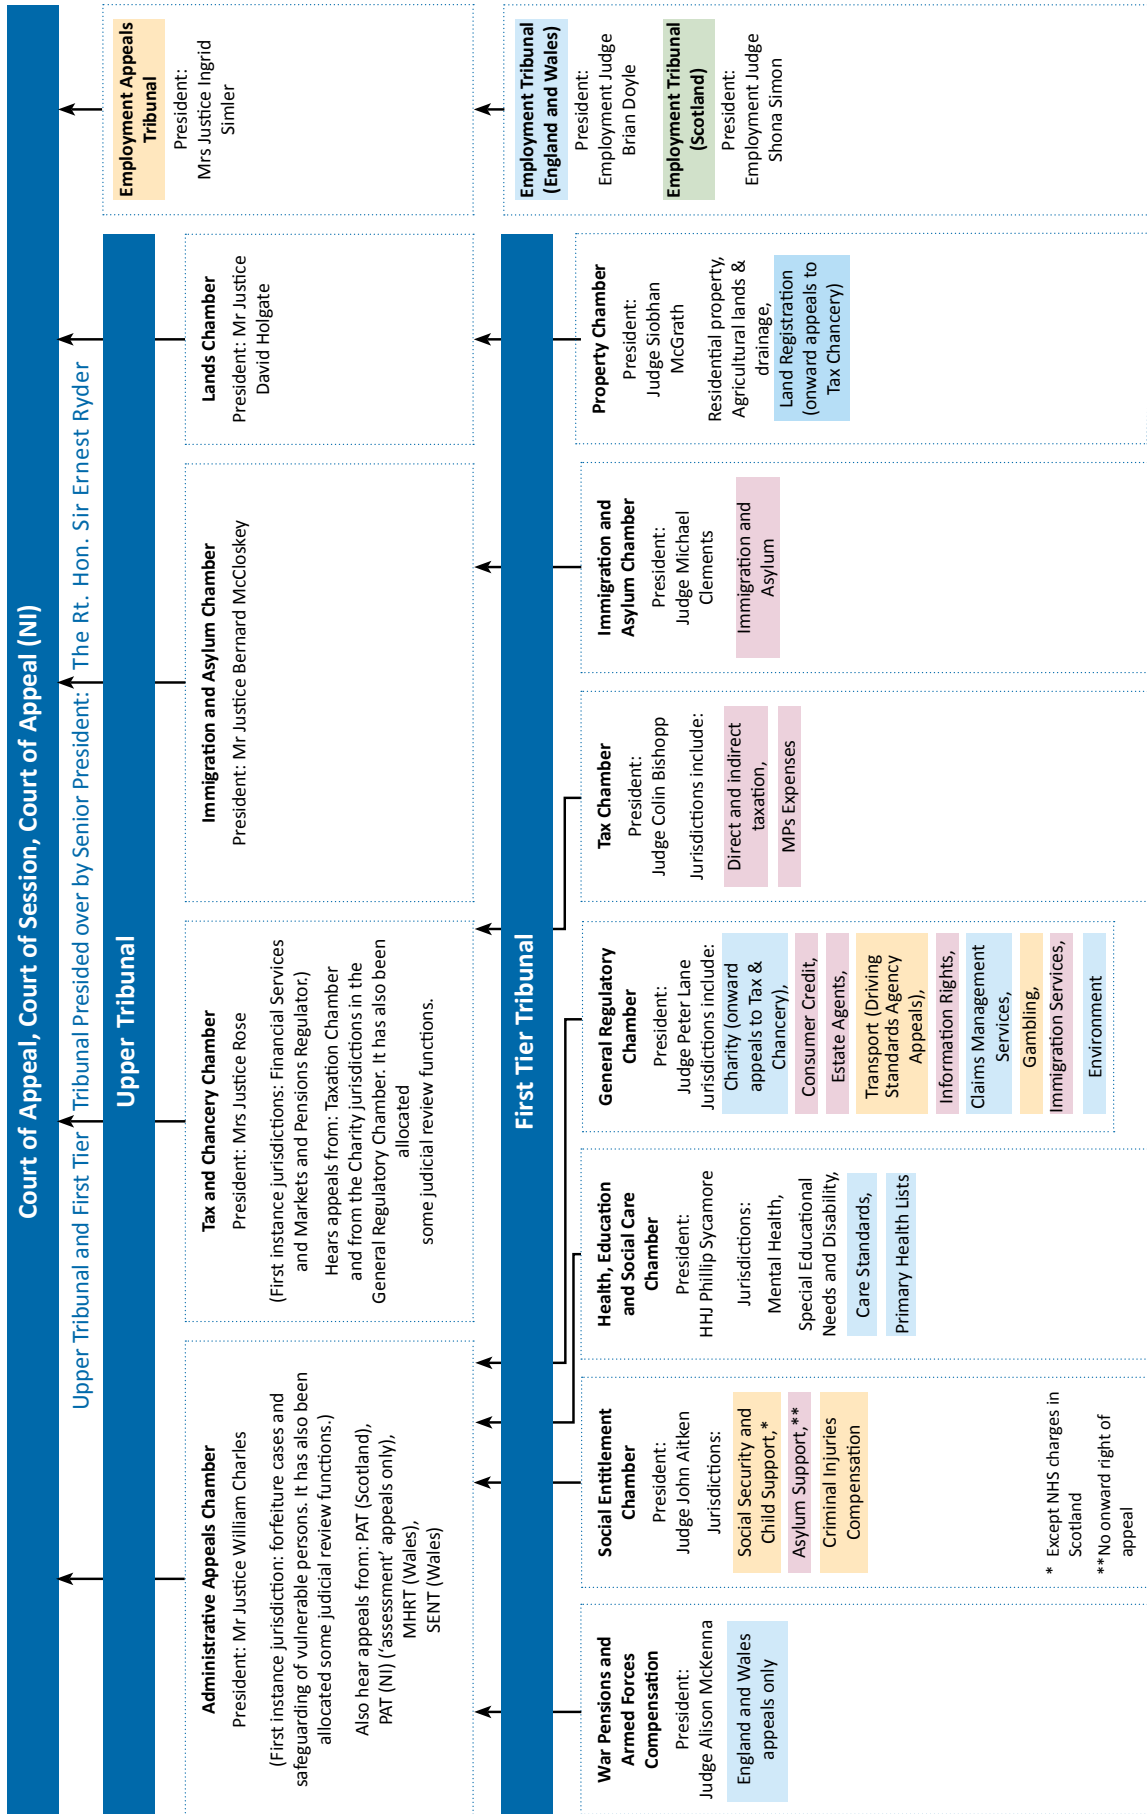 Court of Appeal, Court of Session, Court of Appeal (NI)
Upper Tribunal and First Tier Tribunal Presided over by Senior President: The Rt. Hon. Sir Ernest Ryder
Upper Tribunal
Administrative Appeals Chamber
President: Mr Justice William Charles
(First instance jurisdiction: forfeiture cases and
safeguarding of vulnerable persons. It has also been
allocated some judicial review functions.)
Also hear appeals from: PAT (Scotland),
PAT (NI) (‘assessment’ appeals only),
MHRT (Wales),
SENT (Wales)
Tax and Chancery Chamber
President: Mrs Justice Rose
(First instance jurisdictions: Financial Services
and Markets and Pensions Regulator.)
Hears appeals from: Taxation Chamber
and from the Charity jurisdictions in the
General Regulatory Chamber. It has also been
allocated
some judicial review functions.
Immigration and Asylum Chamber
President: Mr Justice Bernard McCloskey
Lands Chamber
President: Mr Justice
David Holgate
Employment Appeals
Tribunal
President:
Mrs Justice Ingrid
Simler
First Tier Tribunal
War Pensions and
Armed Forces
Compensation
President:
Judge Alison McKenna
England and Wales
appeals only
Social Entitlement
Chamber
President:
Judge John Aitken
Jurisdictions:
Social Security and
Child Support,*
Asylum Support,**
Criminal Injuries
Compensation
* Except NHS charges in
Scotland
**No onward right of
appeal
Health, Education
and Social Care
Chamber
President:
HHJ Phillip Sycamore
Jurisdictions:
Mental Health,
Special Educational
Needs and Disability,
Care Standards,
Primary Health Lists
General Regulatory
Chamber
President:
Judge Peter Lane
Jurisdictions include:
Charity (onward
appeals to Tax &
Chancery),
Consumer Credit,
Estate Agents,
Transport (Driving
Standards Agency
Appeals),
Information Rights,
Claims Management
Services,
Gambling,
Immigration Services,
Environment
Tax Chamber
President:
Judge Colin Bishopp
Jurisdictions include:
Direct and indirect
taxation,
MPs Expenses
Immigration and
Asylum Chamber
President:
Judge Michael
Clements
Immigration and
Asylum
Property Chamber
President:
Judge Siobhan
McGrath
Residential property,
Agricultural lands &
drainage,
Land Registration
(onward appeals to
Tax Chancery)
Employment Tribunal
(England and Wales)
President:
Employment Judge
Brian Doyle
Employment Tribunal
(Scotland)
President:
Employment Judge
Shona Simon